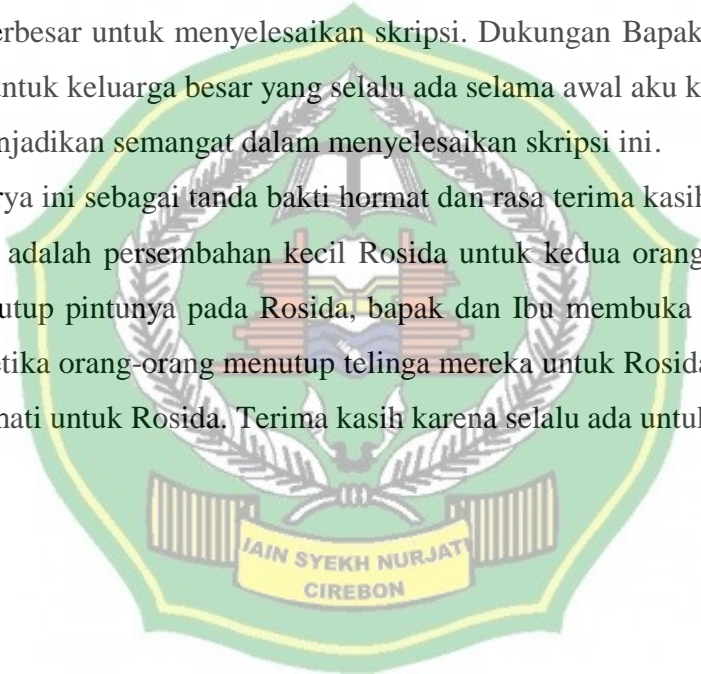 erbesar untuk menyelesaikan skripsi. Dukungan Bapak
untuk keluarga besar yang selalu ada selama awal aku k
njadikan semangat dalam menyelesaikan skripsi ini.
rya ini sebagai tanda bakti hormat dan rasa terima kasih
adalah persembahan kecil Rosida untuk kedua orang
utup pintunya pada Rosida, bapak dan Ibu membuka
etika orang-orang menutup telinga mereka untuk Rosida
ati untuk Rosida. Terima kasih karena selalu ada untuk
IAIN SYEKH NURJATI
CIREBON